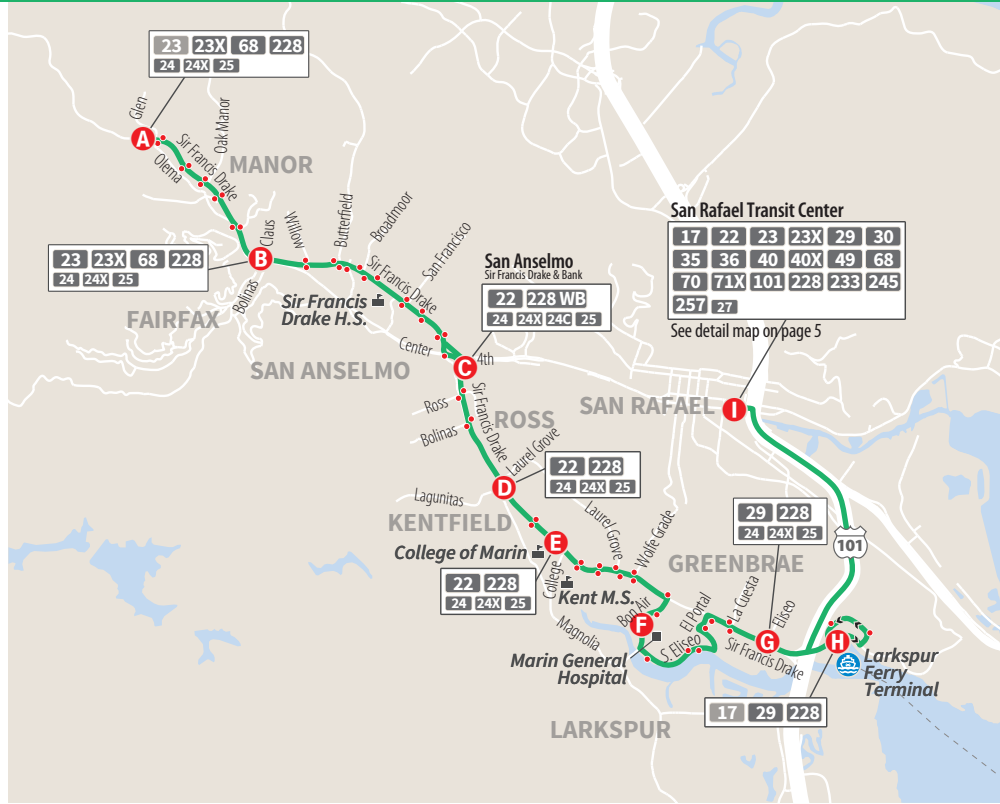 23 23X 68 228
24 24X 25
Glen
A
Oak Manor
Sir Francis Drake
Olema
MANOR
23 23X 68 228
24 24X 25
B
Claus
Willow
Butterfield
Broadmoor
San Francisco
Sir Francis Drake
Bolinas
FAIRFAX
Sir Francis
Drake H.S.
San Anselmo
Sir Francis Drake & Bank
22 228 WB
24 24X 24C 25
San Rafael Transit Center
17 22 23 23X 29 30
35 36 40 40X 49 68
70 71X 101 228 233 245
257 27
See detail map on page 5
Center
C
4th
SAN ANSELMO
Ross
Sir Francis Drake
ROSS
Bolinas
SAN RAFAEL
I
Laurel Grove
22 228
24 24X 25
D
Lagunitas
KENTFIELD
29 228
24 24X 25
101
College of Marin
E
Laurel Grove
Wolfe Grade
GREENBRAE
22 228
24 24X 25
College
Kent M.S.
Bon Air
El Portal
La Cuesta
Eliseo
F
Magnolia
S. Eliseo
G
Sir Francis Drake
H
Marin General
Hospital
Larkspur
Ferry
Terminal
17 29 228
LARKSPUR